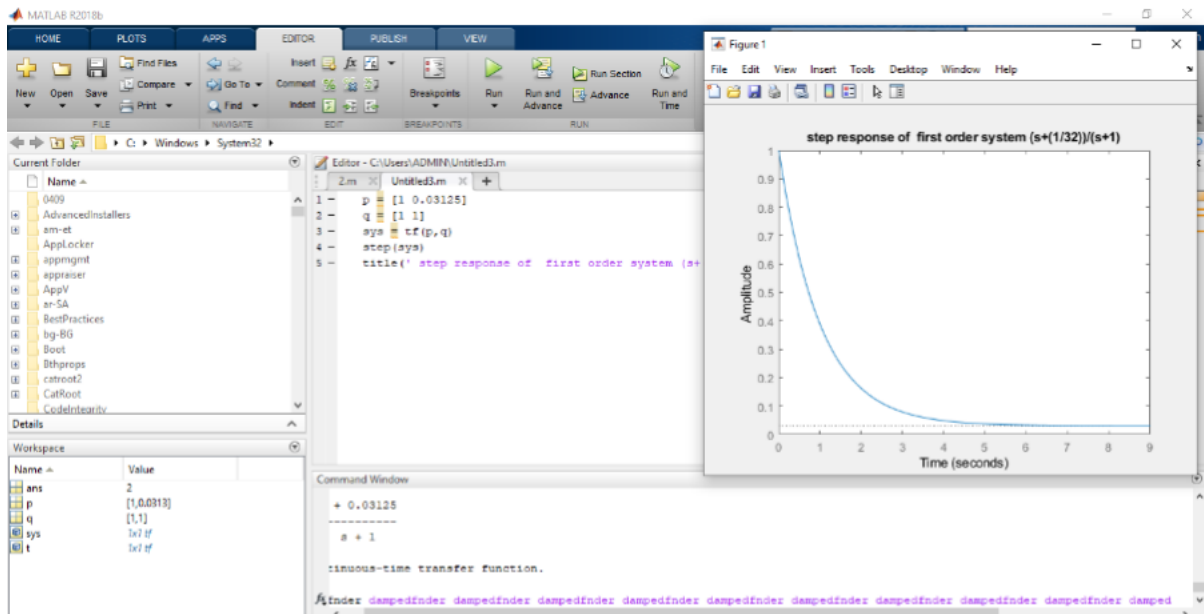 MATLAB R2018b
HOME PLOTS APPS EDITOR PUBLISH VIEW
New Open Save
Find Files
Compare
Print
FILE
Go To
Find
NAVIGATE
Insert
Comment
Indent
EDIT
Breakpoints
BREAKPOINTS
Run
Run and Advance
Run Section
Advance
Run and Time
RUN
C: Windows System32
Current Folder
Name
0409
AdvancedInstallers
am-et
AppLocker
appmgmt
appraiser
AppV
ar-SA
BestPractices
bg-BG
Boot
Bthprops
catroot2
CatRoot
CodeIntegrity
Details
Workspace
Name Value
ans 2
p [1,0.0313]
q [1,1]
sys 1x1 tf
t 1x1 tf
Editor - C:\Users\ADMIN\Untitled3.m
2.m Untitled3.m +
1 - p = [1 0.03125]
2 - q = [1 1]
3 - sys = tf(p,q)
4 - step(sys)
5 - title(' step response of  first order system (s+
Command Window
+ 0.03125
----------
s + 1
tinuous-time transfer function.
fx
dampedfnder dampedfnder dampedfnder dampedfnder dampedfnder dampedfnder dampedfnder dampedfnder dampedfnder damped
Figure 1
File Edit View Insert Tools Desktop Window Help
step response of  first order system (s+(1/32))/(s+1)
Amplitude
1
0.9
0.8
0.7
0.6
0.5
0.4
0.3
0.2
0.1
0
0 1 2 3 4 5 6 7 8 9
Time (seconds)